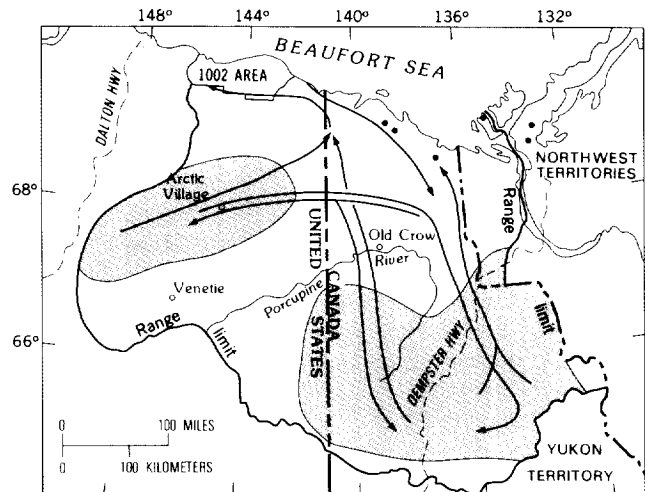 148° 144° 140° 136° 132°
BEAUFORT SEA
1002 AREA
DALTON HWY
NORTHWEST
TERRITORIES
68°
Arctic
Village
Range
UNITED
STATES
CANADA
Old Crow
River
Porcupine
Venetie
66°
Range
limit
DEMPSTER HWY
limit
0 100 MILES
0 100 KILOMETERS
YUKON
TERRITORY